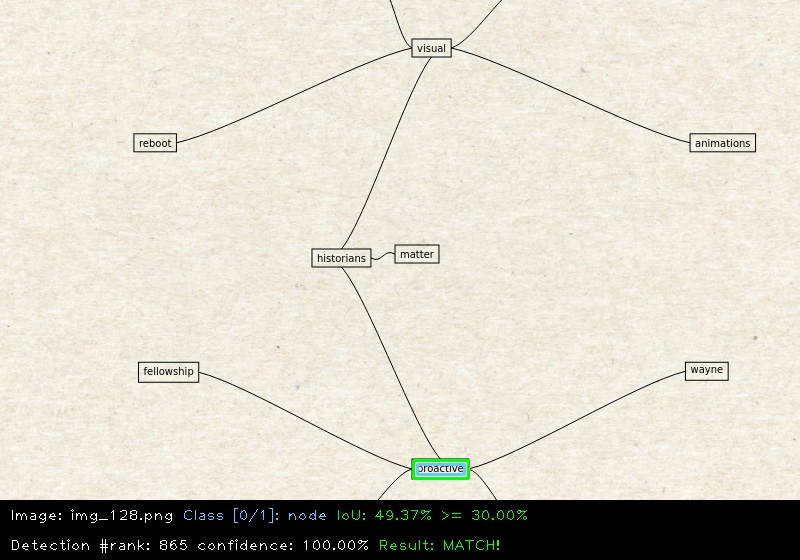 visual
reboot
animations
historians
matter
fellowship
wayne
proactive
Image: img_128.png Class [0/1]: node IoU: 49.37% >= 30.00%
Detection #rank: 865 confidence: 100.00% Result: MATCH!